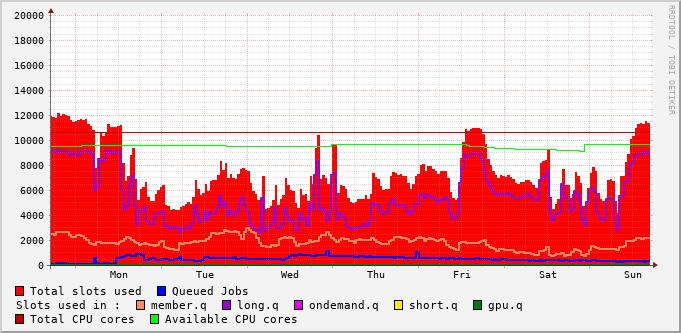 20000
18000
16000
14000
12000
10000
8000
6000
4000
2000
0
Mon Tue Wed Thu Fri Sat Sun
RRDTOOL / TOBI OETIKER
Total slots used Queued Jobs
Slots used in : member.q long.q ondemand.q short.q gpu.q
Total CPU cores Available CPU cores